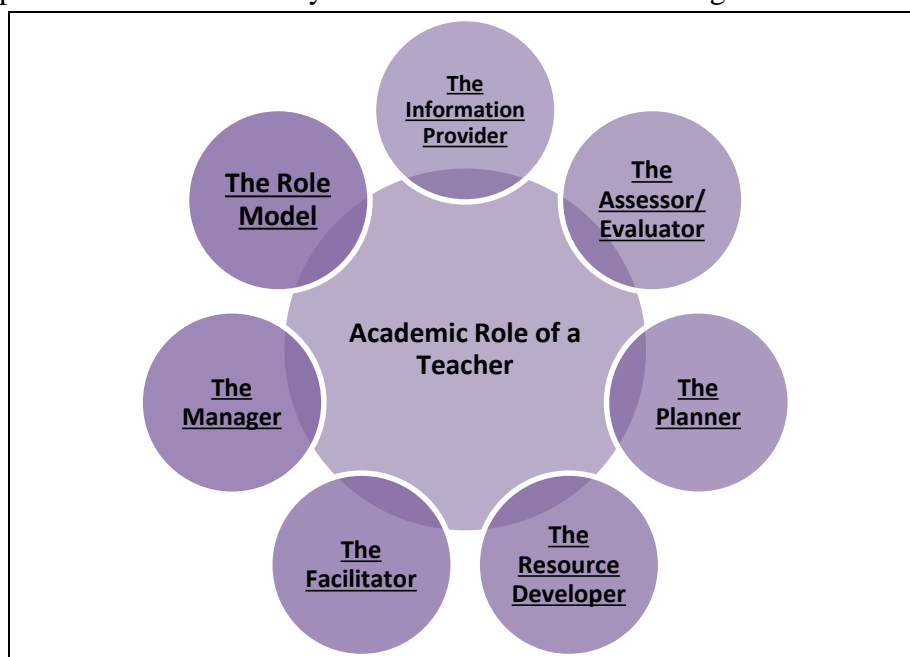 The
Information
Provider
The
Assessor/
Evaluator
The
Planner
The
Resource
Developer
The
Facilitator
The
Manager
The Role
Model
Academic Role of a
Teacher